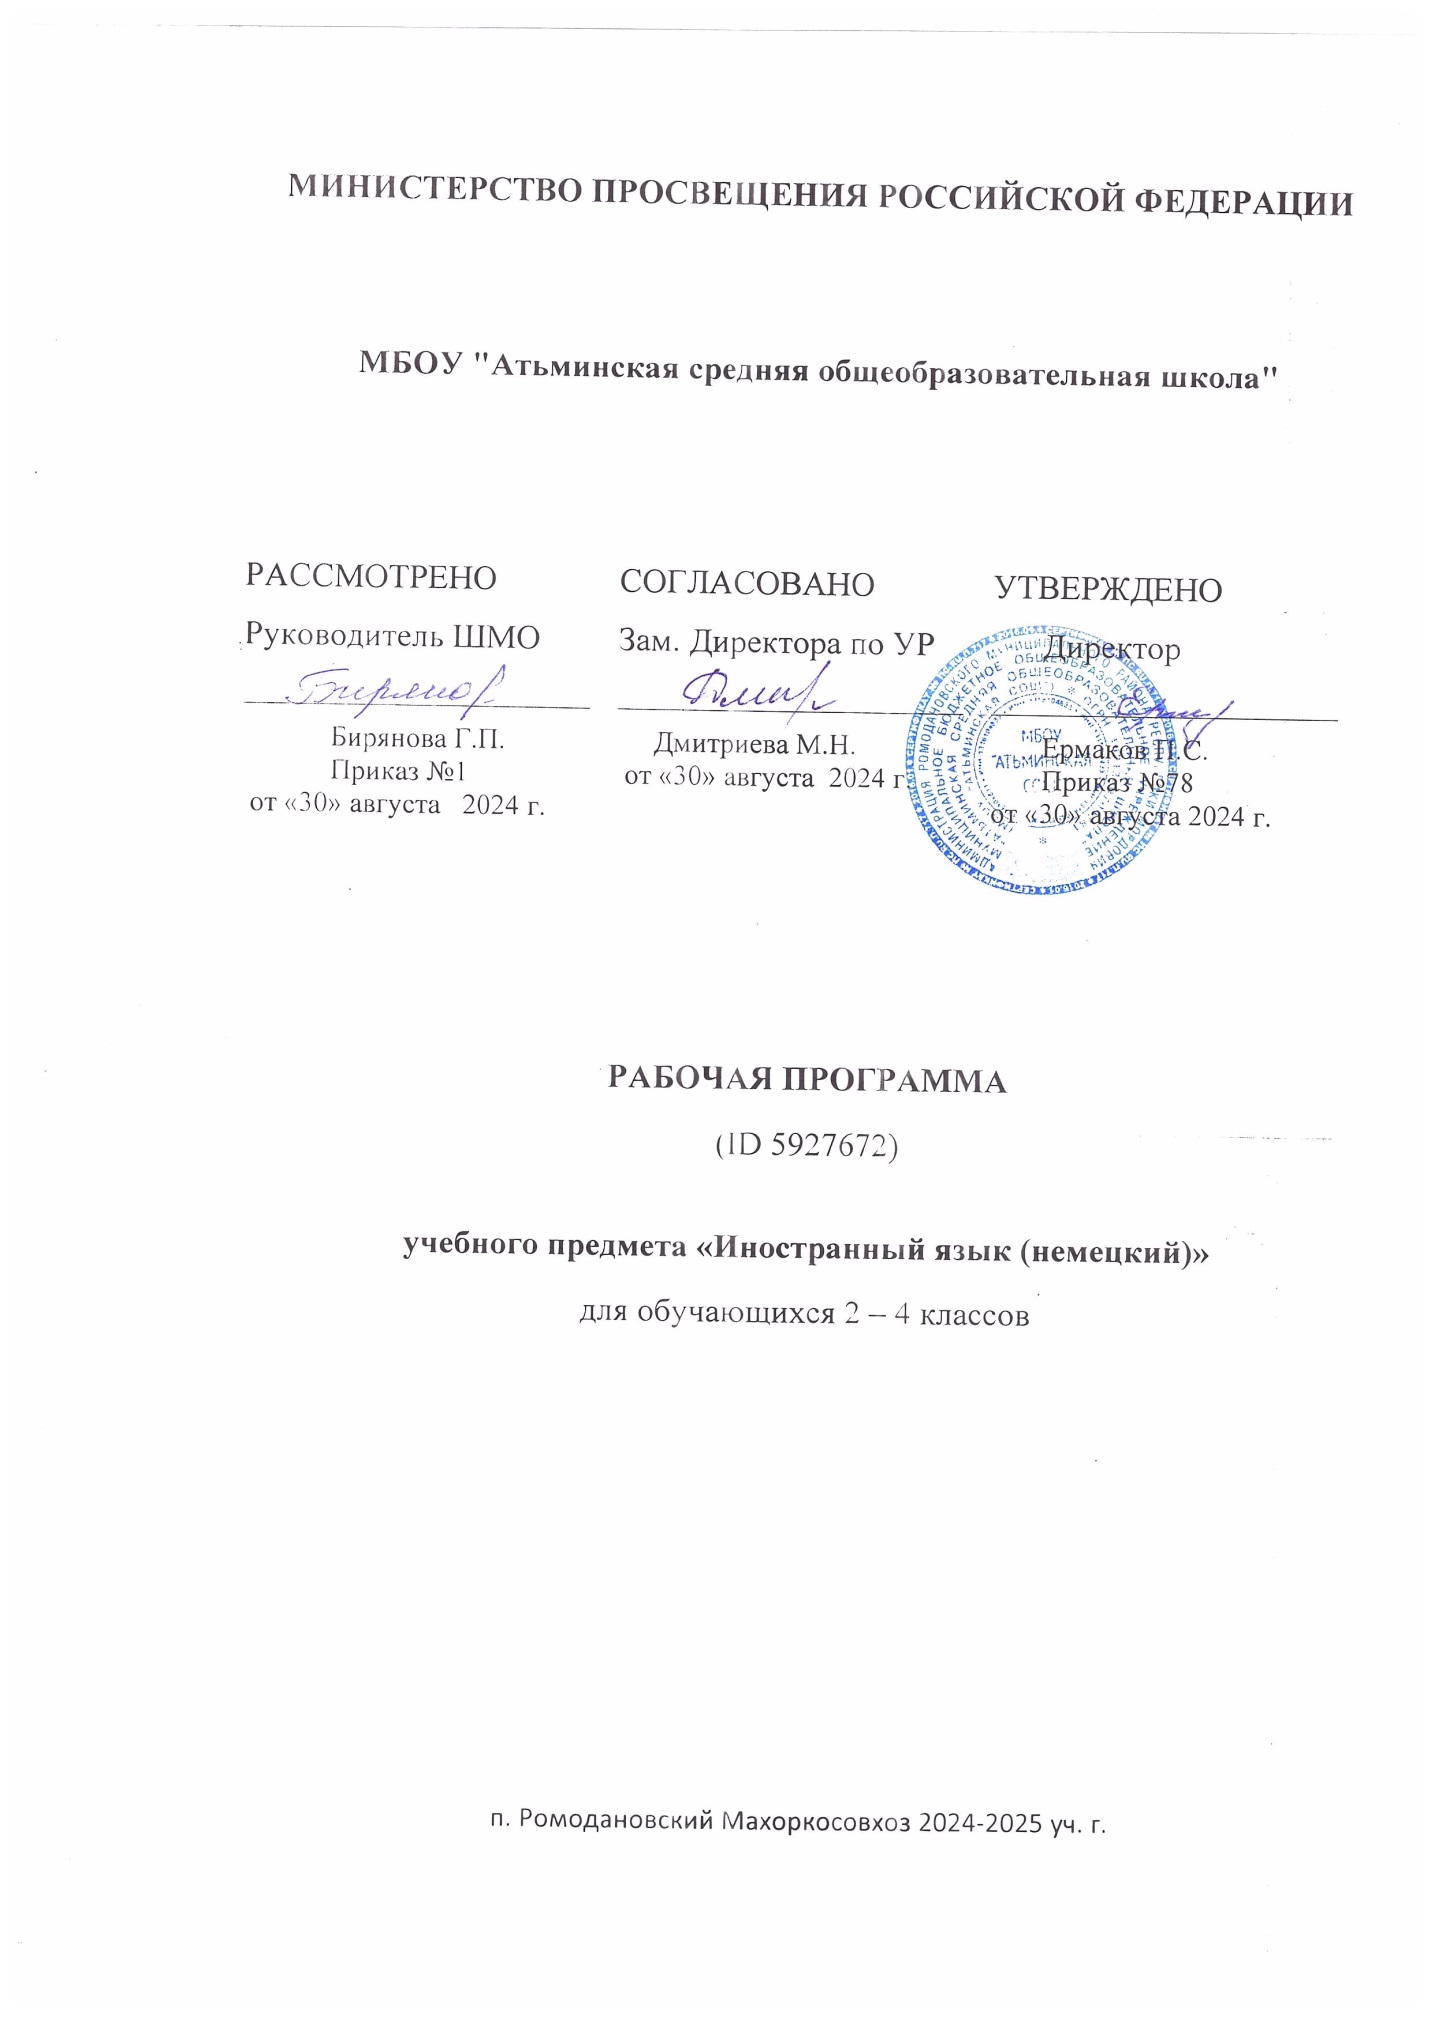 МИНИСТЕРСТВО ПРОСВЕЩЕНИЯ РОССИЙСКОЙ ФЕДЕРАЦИИ
МБОУ "Атьминская средняя общеобразовательная школа"
РАССМОТРЕНО
Руководитель ШМО
Бирянова Г.П.
Приказ №1
от «30» августа 2024 г.
СОГЛАСОВАНО
Зам. Директора по УР
Дмитриева М.Н.
от «30» августа 2024 г.
УТВЕРЖДЕНО
Директор
Ермаков П.С.
Приказ №78
от «30» августа 2024 г.
МБОУ
"АТЬМИНСКАЯ
РАБОЧАЯ ПРОГРАММА
(ID 5927672)
учебного предмета «Иностранный язык (немецкий)»
для обучающихся 2 – 4 классов
п. Ромодановский Махоркосовхоз 2024-2025 уч. г.